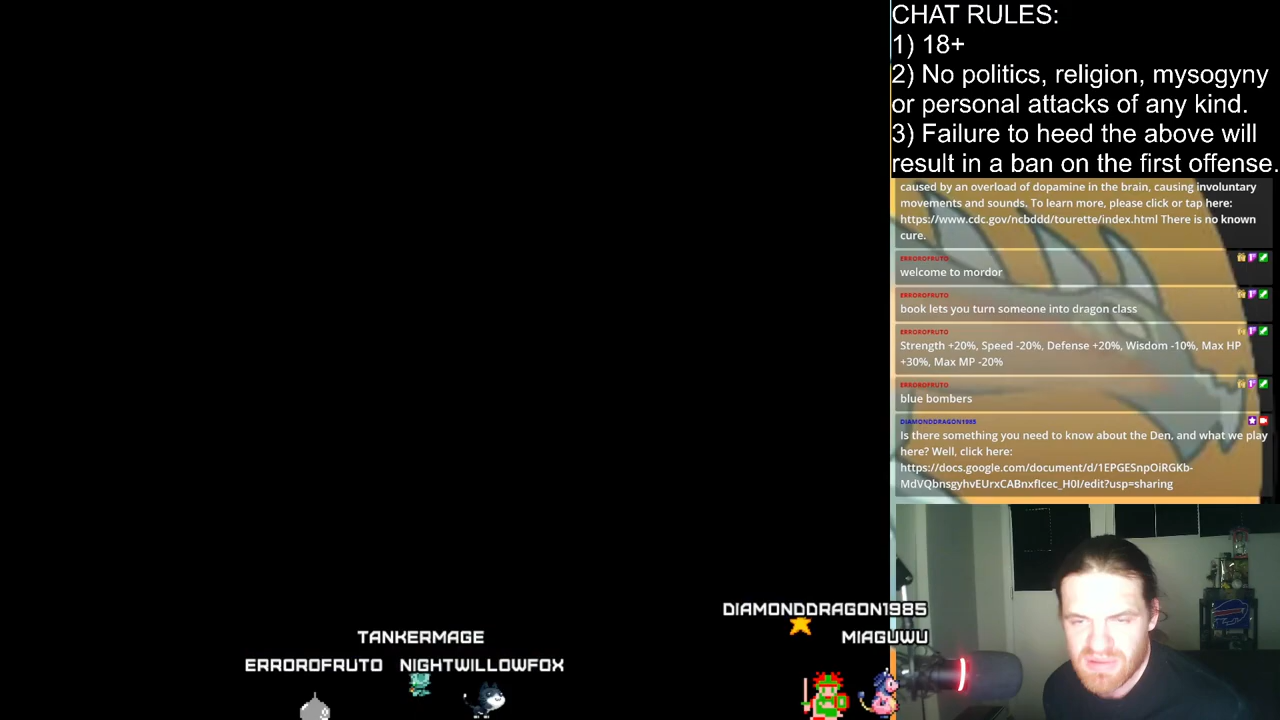 CHAT RULES:
1) 18+
2) No politics, religion, mysogyny
or personal attacks of any kind.
3) Failure to heed the above will
result in a ban on the first offense.
caused by an overload of dopamine in the brain, causing involuntary
movements and sounds. To learn more, please click or tap here:
https://www.cdc.gov/ncbddd/tourette/index.html There is no known
cure.
ERROROFRUTO
welcome to mordor
ERROROFRUTO
book lets you turn someone into dragon class
ERROROFRUTO
Strength +20%, Speed -20%, Defense +20%, Wisdom -10%, Max HP
+30%, Max MP -20%
ERROROFRUTO
blue bombers
DIAMONDDRAGON1985
Is there something you need to know about the Den, and what we play
here? Well, click here:
https://docs.google.com/document/d/1EPGESnpOiRGKb-
MdVQbnsgyhvEUrxCABnxfIcec_H0I/edit?usp=sharing
DIAMONDDRAGON1985
MIAGUWU
TANKERMAGE
ERROROFRUTO NIGHTWILLOWFOX